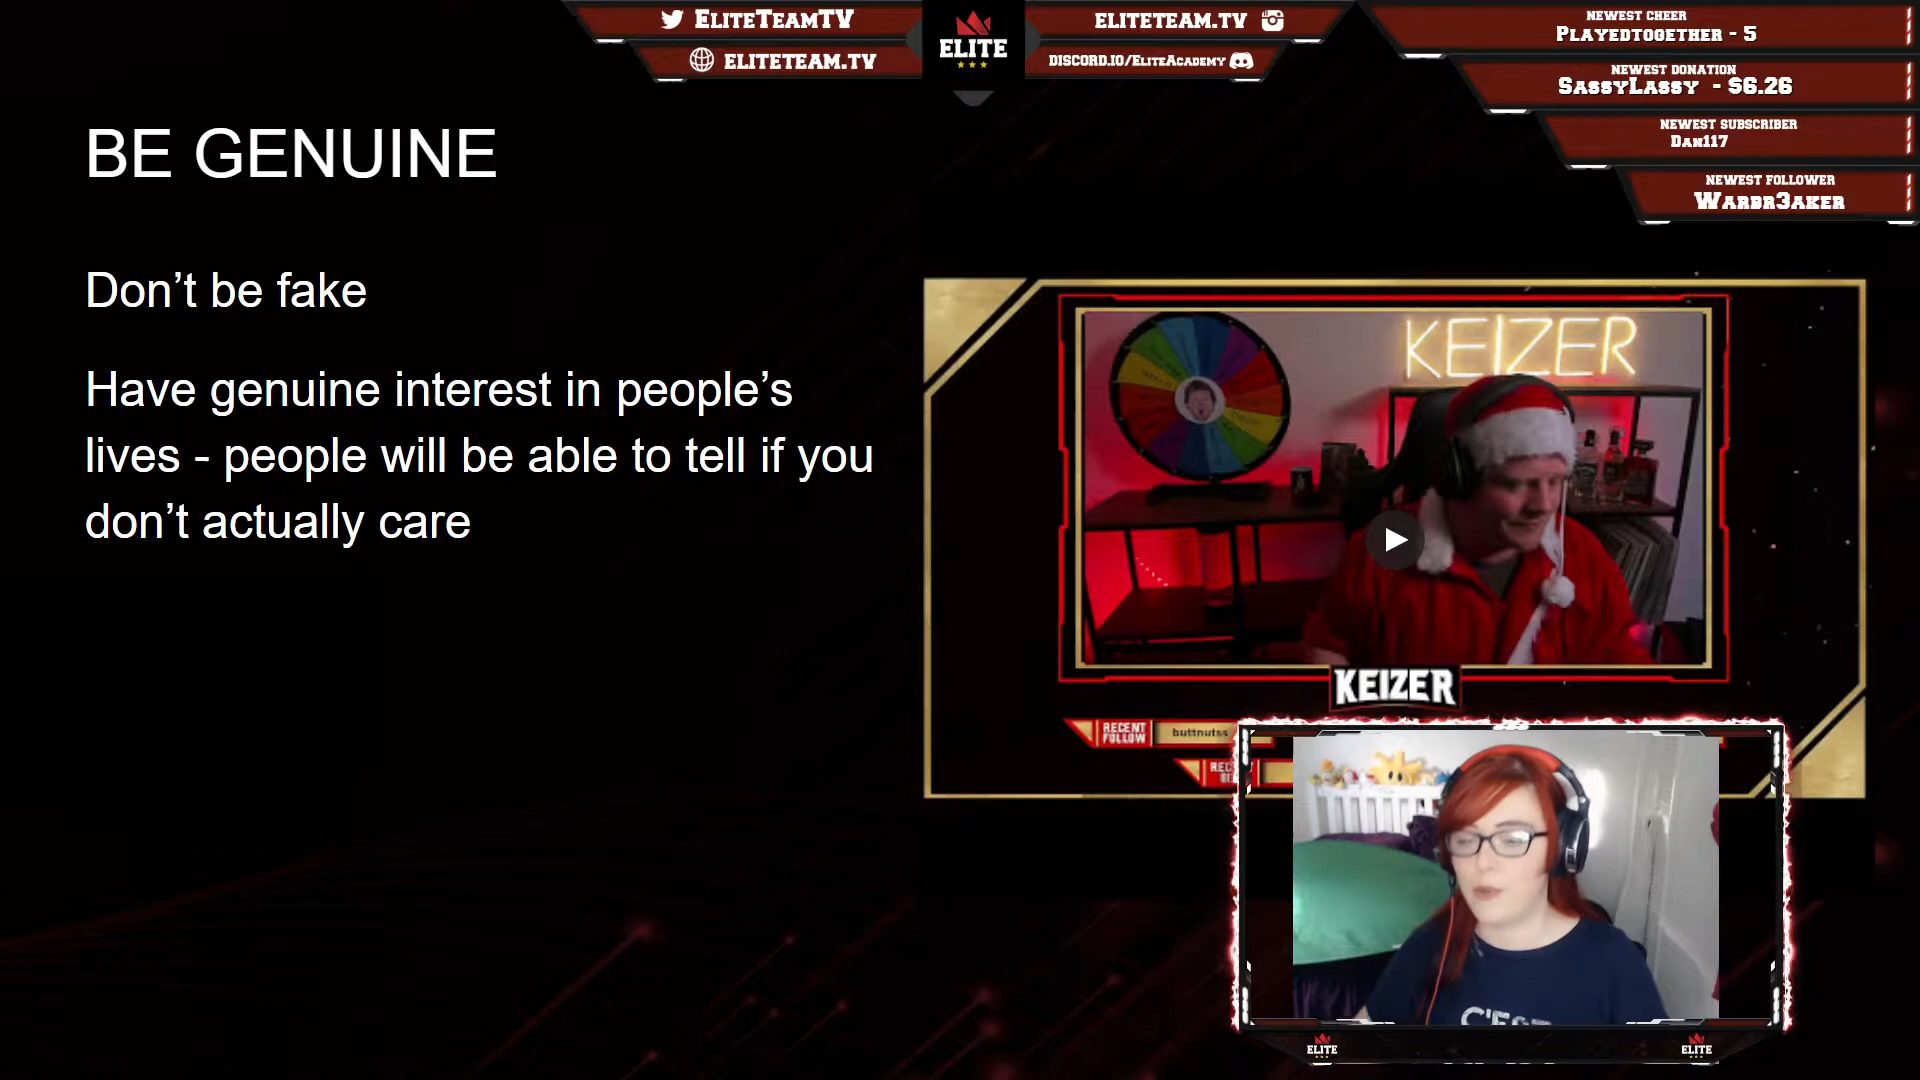 ELITETEAMTV
ELITETEAM.TV
ELITE
ELITETEAM.TV
DISCORD.IO/ELITEACADEMY
NEWEST CHEER
PLAYEDTOGETHER - 5
NEWEST DONATION
SASSYLASSY - $6.26
NEWEST SUBSCRIBER
DAN117
NEWEST FOLLOWER
WARBR3AKER
BE GENUINE
Don’t be fake
Have genuine interest in people’s
lives - people will be able to tell if you
don’t actually care
KEIZER
KEIZER
RECENT
FOLLOW
buttnutss
C'EST
ELITE
ELITE